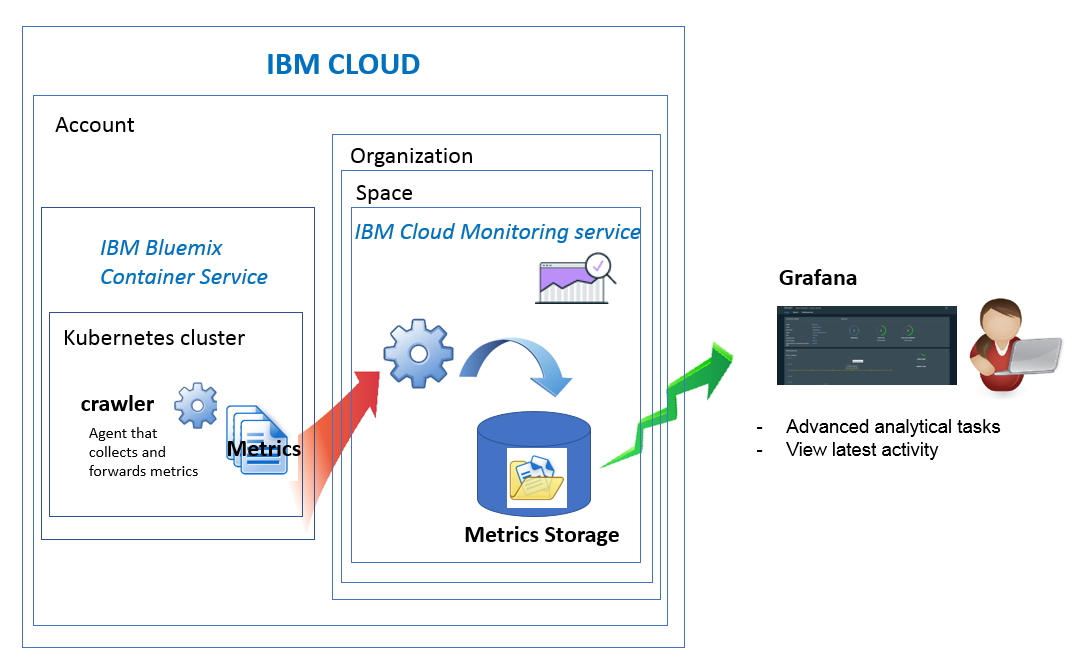 IBM CLOUD
Account
Organization
Space
IBM Cloud Monitoring service
IBM Bluemix
Container Service
Kubernetes cluster
crawler
Agent that
collects and
forwards metrics
Metrics
Metrics Storage
Grafana
- Advanced analytical tasks
- View latest activity